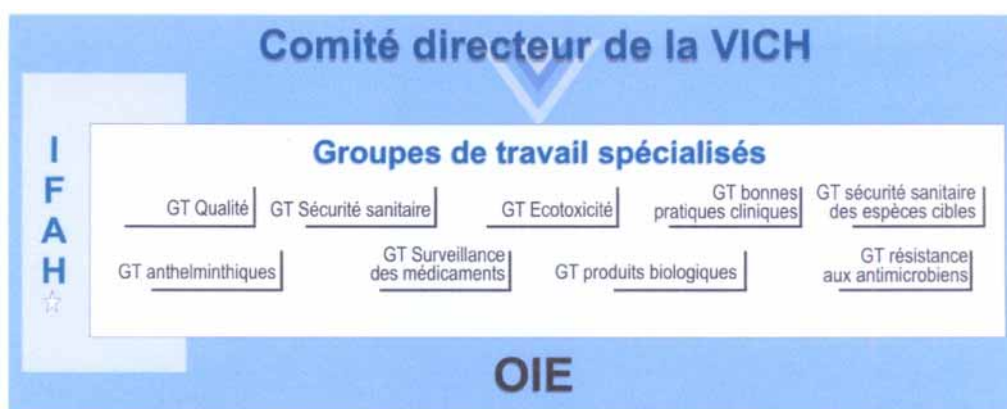 Comité directeur de la VICH
IFAH
Groupes de travail spécialisés
GT Qualité
GT Sécurité sanitaire
GT Ecotoxicité
GT bonnes
pratiques cliniques
GT sécurité sanitaire
des espèces cibles
GT anthelminthiques
GT Surveillance
des médicaments
GT produits biologiques
GT résistance
aux antimicrobiens
OIE